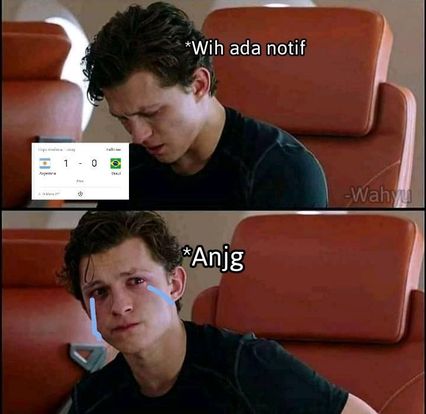 *Wih ada notif
1 - 0
Argentina
Brasil
-Wahyu
*Anjg